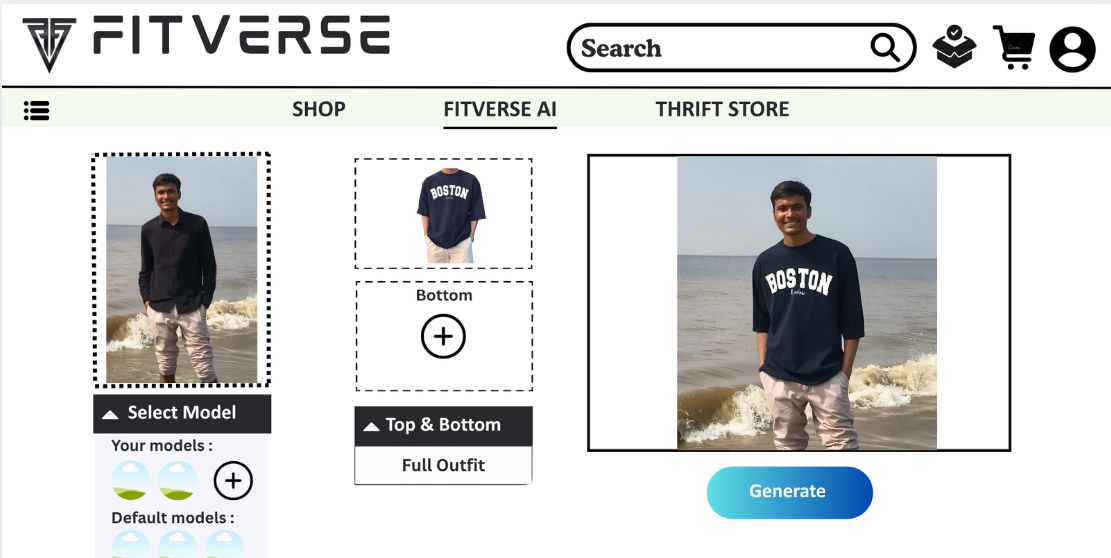 FITVERSE
Search
SHOP
FITVERSE AI
THRIFT STORE
BOSTON
Bottom
BOSTON
Select Model
Your models :
Default models :
Top & Bottom
Full Outfit
Generate